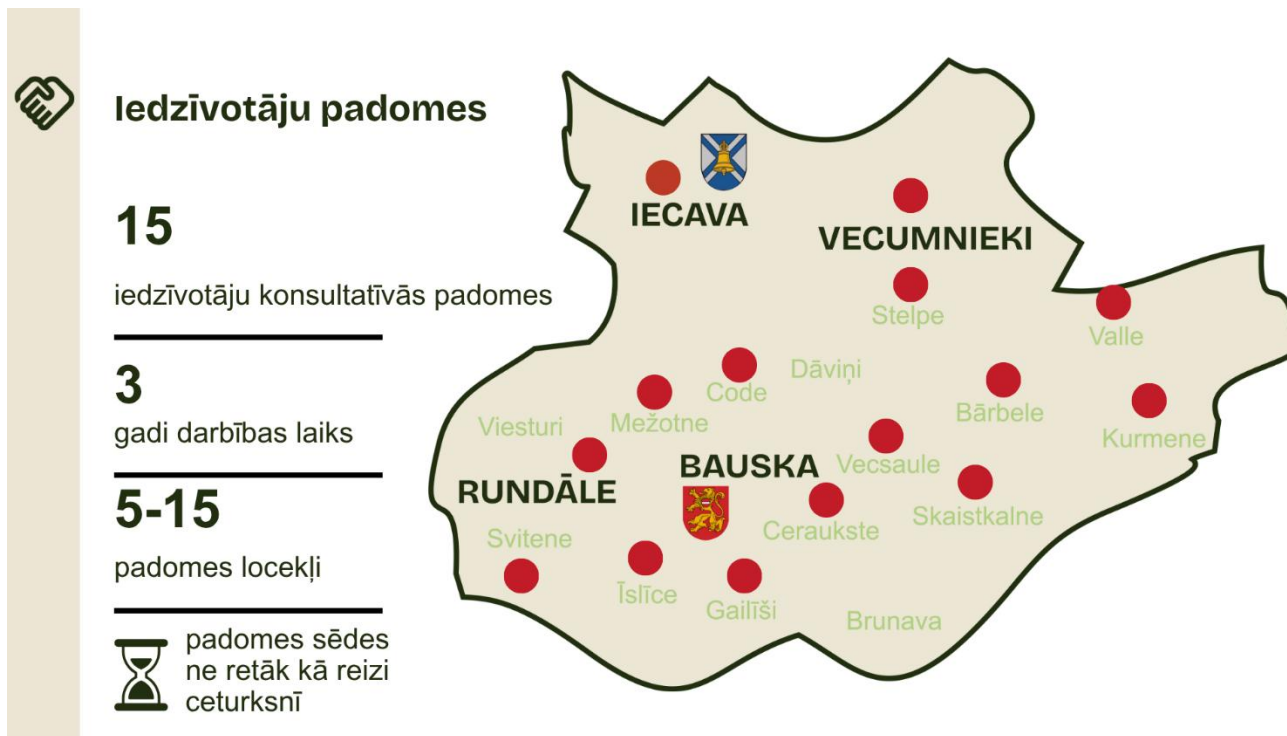 Iedzīvotāju padomes
15
iedzīvotāju konsultatīvās padomes
3
gadi darbības laiks
5-15
padomes locekļi
padomes sēdes
ne retāk kā reizi
ceturksnī
IECAVA
VECUMNIEKI
Stelpe
Valle
Dāviņi
Code
Bārbele
Mežotne
Viesturi
Kurmene
BAUSKA
Vecsaule
RUNDĀLE
Skaistkalne
Ceraukste
Svitene
Īslīce
Gailīši
Brunava